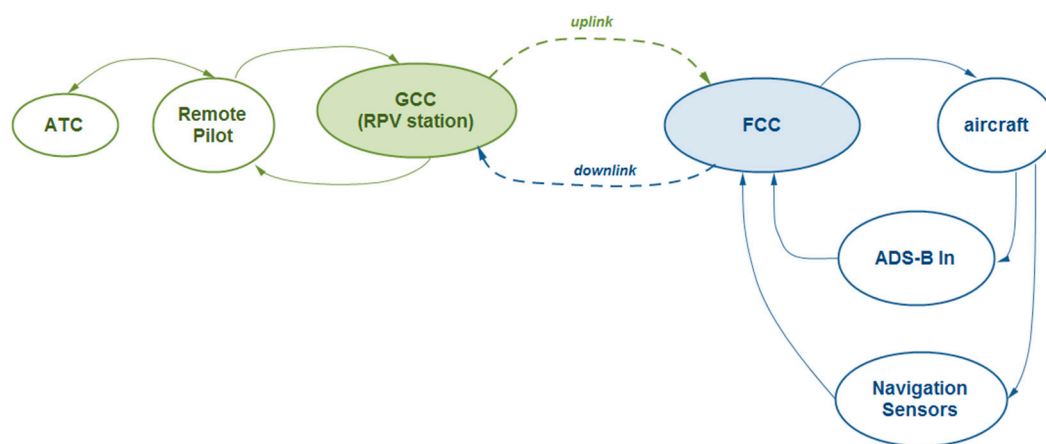 uplink
ATC
Remote
Pilot
GCC
(RPV station)
FCC
aircraft
downlink
ADS-B In
Navigation
Sensors